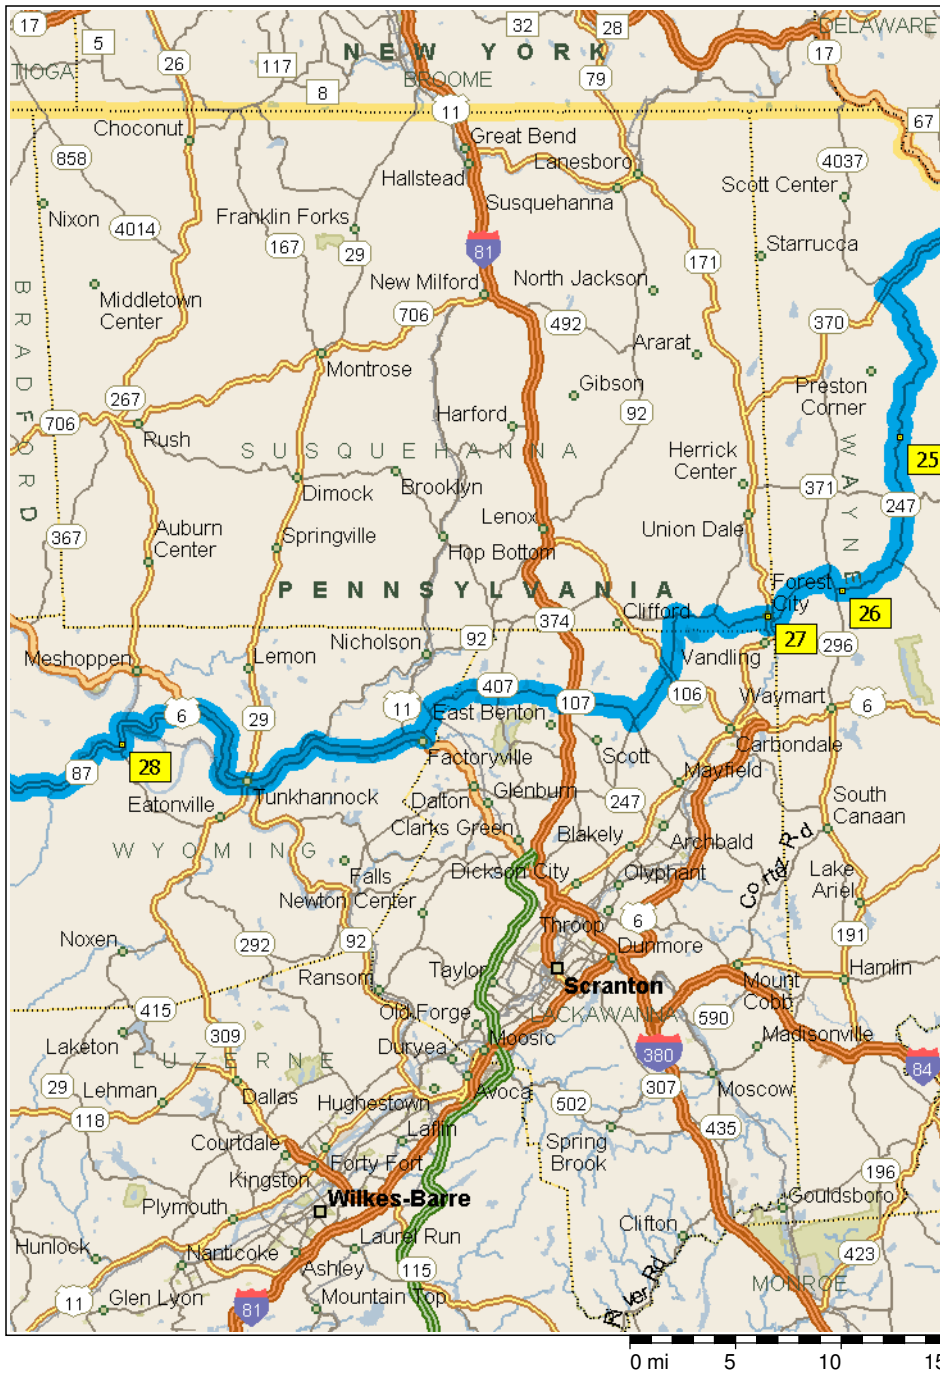 17
5
26
117
8
32
28
79
17
67
DELAWARE
TIOGA
NEW YORK
BROOME
11
Choconut
Great Bend
Lanesboro
Hallstead
858
4037
Scott Center
Susquehanna
Nixon
4014
Franklin Forks
167
29
81
171
Starrucca
Middletown
Center
New Milford
North Jackson
706
492
370
Ararat
Montrose
Gibson
Preston
Corner
BRADFORD
267
706
Rush
Harford
92
25
SUSQUEHANNA
Herrick
Center
WAYNE
371
247
Dimock
Brooklyn
367
Auburn
Center
Springville
Lenox
Union Dale
Hop Bottom
PENNSYLVANIA
Forest
City
26
374
Clifford
27
296
Nicholson
92
Meshoppen
Lemon
Vandling
407
107
106
Waymart
6
6
29
11
East Benton
Carbondale
Factoryville
Scott
87
28
Tunkhannock
Mayfield
Eatonville
Dalton
Glenburn
247
South
Canaan
Clarks Green
Blakely
Archbald
WYOMING
Falls
Dickson City
Olyphant
Cortez Rd
Lake
Ariel
Newton Center
Throop
6
Noxen
292
92
Dunmore
191
Ransom
Taylor
Scranton
Mount
Cobb
Hamlin
415
Old Forge
LACKAWANNA
590
309
Laketon
LUZERNE
Duryea
Moosic
380
Madisonville
84
29
Lehman
Dallas
Hughestown
Avoca
307
Moscow
118
502
435
Courtdale
Laflin
Spring
Brook
Kingston
Forty Fort
196
Plymouth
Wilkes-Barre
Gouldsboro
Clifton
Hunlock
Nanticoke
Laurel Run
423
Ashley
115
River Rd
MONROE
11
Glen Lyon
81
Mountain Top
0 mi
5
10
15